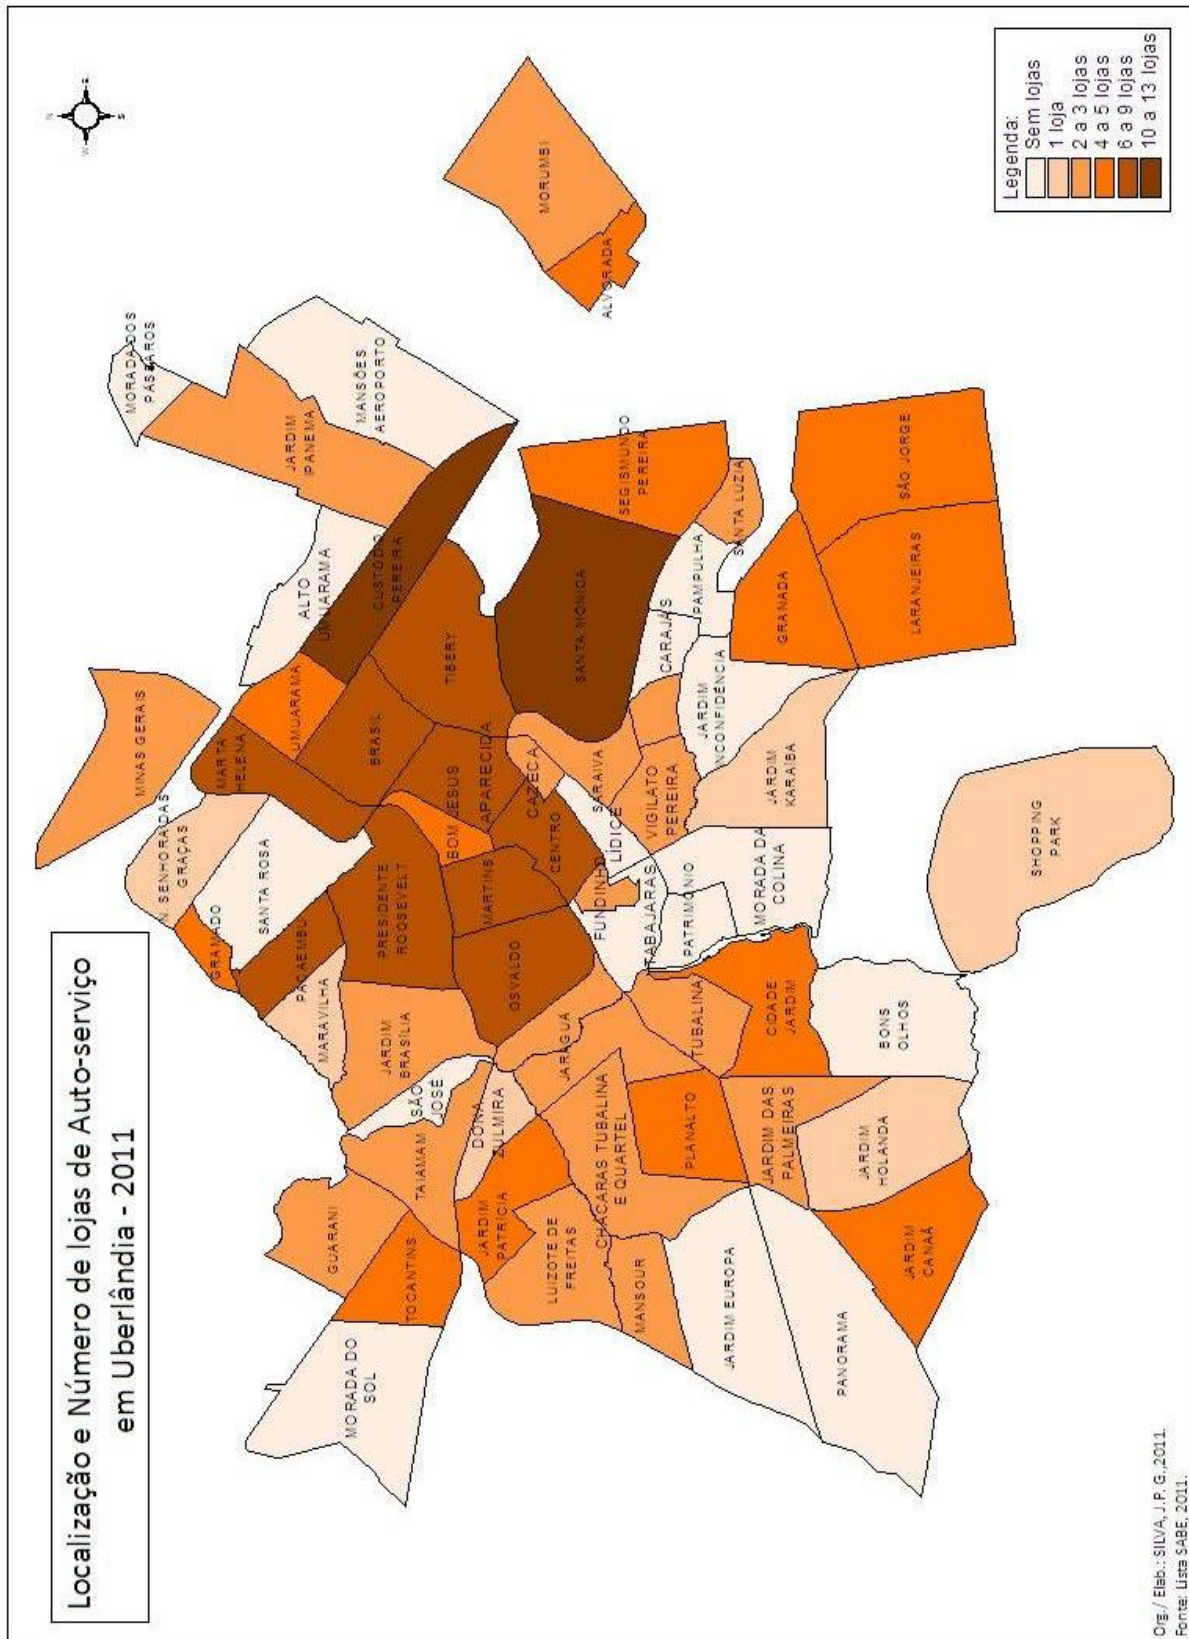 Localização e Número de lojas de Auto-serviço
em Uberlândia - 2011
N
W
E
S
Legenda:
Sem lojas
1 loja
2 a 3 lojas
4 a 5 lojas
6 a 9 lojas
10 a 13 lojas
MINAS GERAIS
MORADA DOS
PÁSSAROS
N. SENHORA DAS
GRAÇAS
MARTA
HELENA
ALTO
UMUARAMA
JARDIM
IPANEMA
MANSÕES
AEROPORTO
GRAMADO
SANTA ROSA
UMUARAMA
CUSTÓDIO
PEREIRA
PACAEMBU
MARAVILHA
PRESIDENTE
ROOSEVELT
BRASIL
TIBERY
MORUMBI
ALVORADA
GUARANI
MORADA DO
SOL
TOCANTINS
TAIAMAM
SÃO
JOSÉ
JARDIM
BRASÍLIA
BOM JESUS
APARECIDA
MARTINS
OSVALDO
CENTRO
CAZECA
SANTA MÔNICA
SEGISMUNDO
PEREIRA
DONA
ZULMIRA
JARDIM
PATRÍCIA
JARAGUÁ
LUIZOTE DE
FREITAS
CHÁCARAS TUBALINA
E QUARTEL
FUNDINHO
LÍDICE
SARAIVA
TABAJARAS
VIGILATO
PEREIRA
CARAJÁS
PAMPULHA
SANTA LUZIA
MANSOUR
PLANALTO
TUBALINA
PATRIMÔNIO
JARDIM
INCONFIDÊNCIA
JARDIM EUROPA
JARDIM DAS
PALMEIRAS
CIDADE
JARDIM
MORADA DA
COLINA
JARDIM
KARAÍBA
GRANADA
SÃO JORGE
LARANJEIRAS
PANORAMA
JARDIM
HOLANDA
BONS
OLHOS
JARDIM
CANAÃ
SHOPPING
PARK
Org./ Elab.: SILVA, J.P. G.,2011.
Fonte: Lista SABE, 2011.